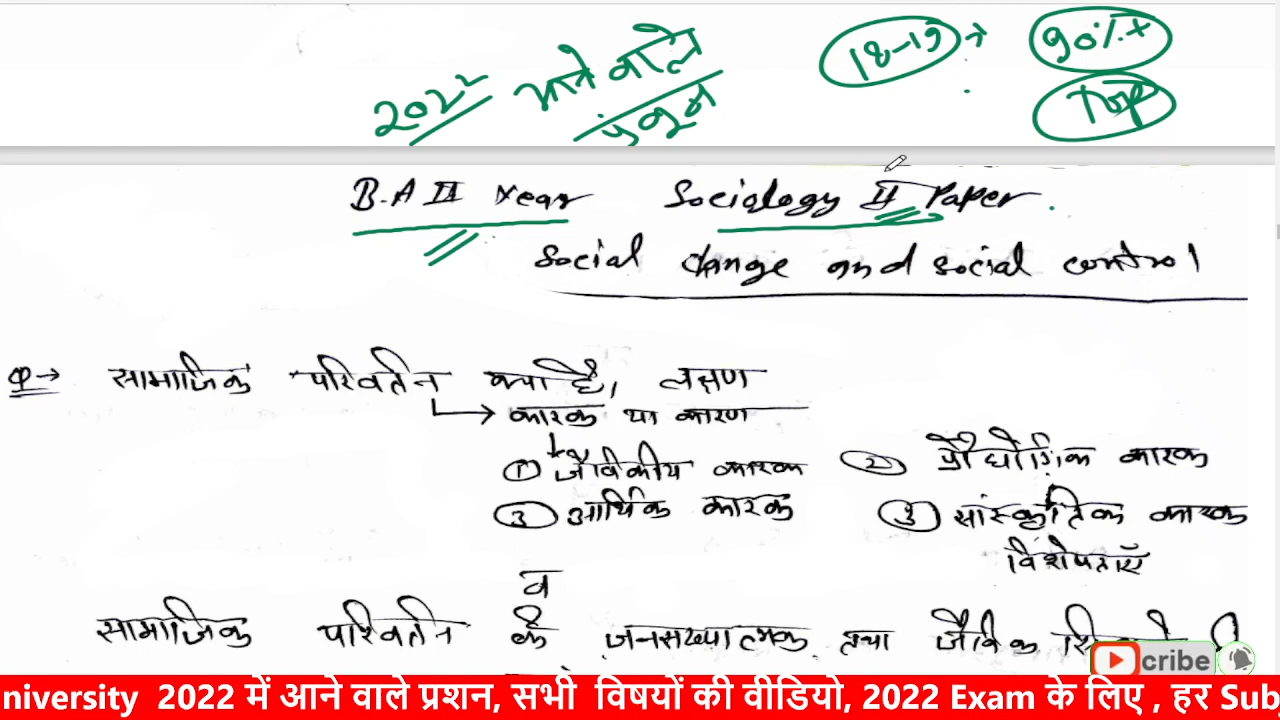 2022 आने वाले 18-19 → 90%+
Top
B.A II Year Sociology II Paper.
Social change and social control
Q→ सामाजिक परिवर्तन क्या है, लक्षण
→ कारक या कारण
① जैविकीय कारक ② प्रौद्योगिक कारक
③ आर्थिक कारक सांस्कृतिक कारक
विशेषताएँ
व
सामाजिक परिवर्तन के जनसंख्यात्मक तथा जैविक
cribe
niversity 2022 में आने वाले प्रशन, सभी विषयों की वीडियो, 2022 Exam के लिए , हर Sub